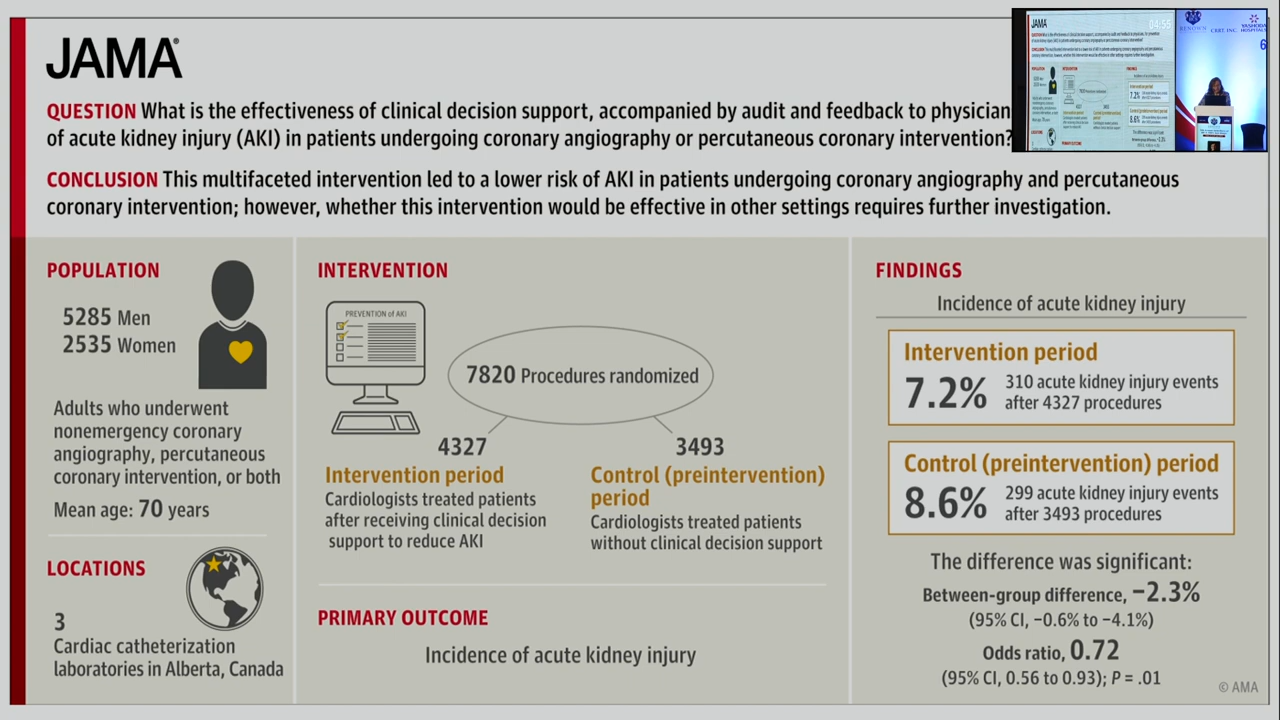 JAMA®
QUESTION What is the effectiveness of clinical decision support, accompanied by audit and feedback to physician
of acute kidney injury (AKI) in patients undergoing coronary angiography or percutaneous coronary intervention?
CONCLUSION This multifaceted intervention led to a lower risk of AKI in patients undergoing coronary angiography and percutaneous
coronary intervention; however, whether this intervention would be effective in other settings requires further investigation.
POPULATION
5285 Men
2535 Women
Adults who underwent
nonemergency coronary
angiography, percutaneous
coronary intervention, or both
Mean age: 70 years
LOCATIONS
3
Cardiac catheterization
laboratories in Alberta, Canada
INTERVENTION
PREVENTION of AKI
7820 Procedures randomized
4327
Intervention period
Cardiologists treated patients
after receiving clinical decision
support to reduce AKI
3493
Control (preintervention)
period
Cardiologists treated patients
without clinical decision support
PRIMARY OUTCOME
Incidence of acute kidney injury
FINDINGS
Incidence of acute kidney injury
Intervention period
7.2%
310 acute kidney injury events
after 4327 procedures
Control (preintervention) period
8.6%
299 acute kidney injury events
after 3493 procedures
The difference was significant:
Between-group difference, −2.3%
(95% CI, −0.6% to −4.1%)
Odds ratio, 0.72
(95% CI, 0.56 to 0.93); P = .01
© AMA
JAMA
04:55
YASHODA
HOSPITALS
6